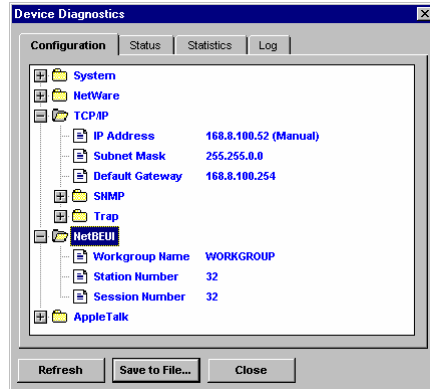 Device Diagnostics
Configuration Status Statistics Log
System
NetWare
TCP/IP
IP Address 168.8.100.52 (Manual)
Subnet Mask 255.255.0.0
Default Gateway 168.8.100.254
SNMP
Trap
NetBEUI
Workgroup Name WORKGROUP
Station Number 32
Session Number 32
AppleTalk
Refresh Save to File... Close